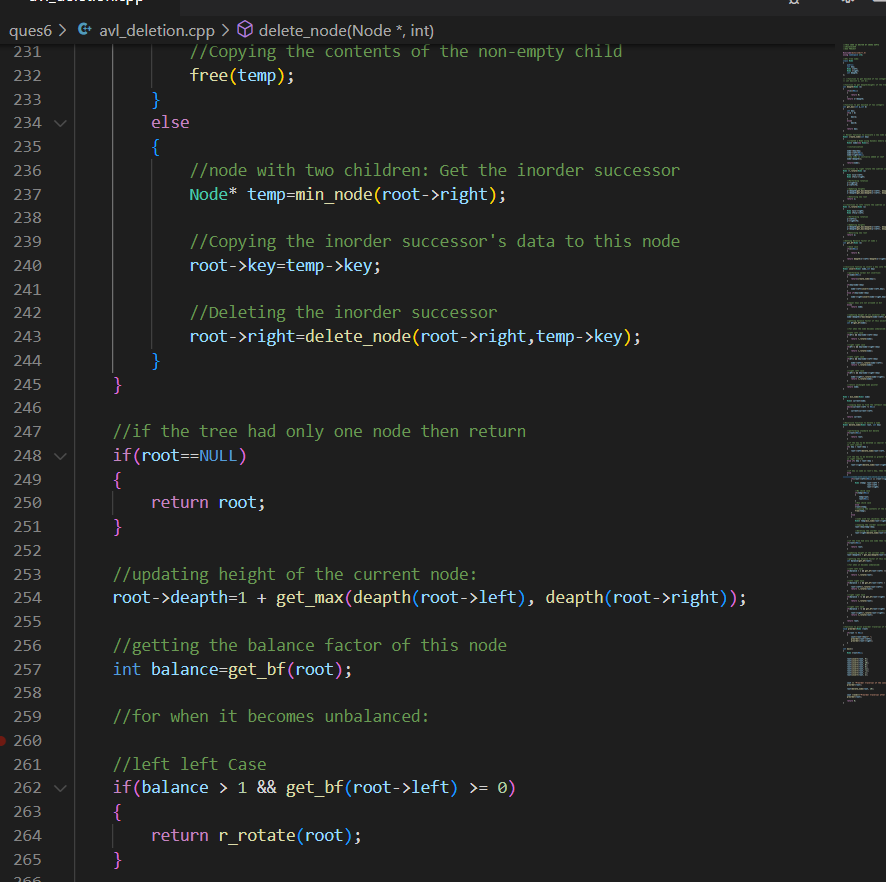 avl_deletion.cpp
ques6 > avl_deletion.cpp > delete_node(Node *, int)
231 //Copying the contents of the non-empty child
232 free(temp);
233 }
234 else
235 {
236 //node with two children: Get the inorder successor
237 Node* temp=min_node(root->right);
238
239 //Copying the inorder successor's data to this node
240 root->key=temp->key;
241
242 //Deleting the inorder successor
243 root->right=delete_node(root->right,temp->key);
244 }
245 }
246
247 //if the tree had only one node then return
248 if(root==NULL)
249 {
250 return root;
251 }
252
253 //updating height of the current node:
254 root->deapth=1 + get_max(deapth(root->left), deapth(root->right));
255
256 //getting the balance factor of this node
257 int balance=get_bf(root);
258
259 //for when it becomes unbalanced:
260
261 //left left Case
262 if(balance > 1 && get_bf(root->left) >= 0)
263 {
264 return r_rotate(root);
265 }
266